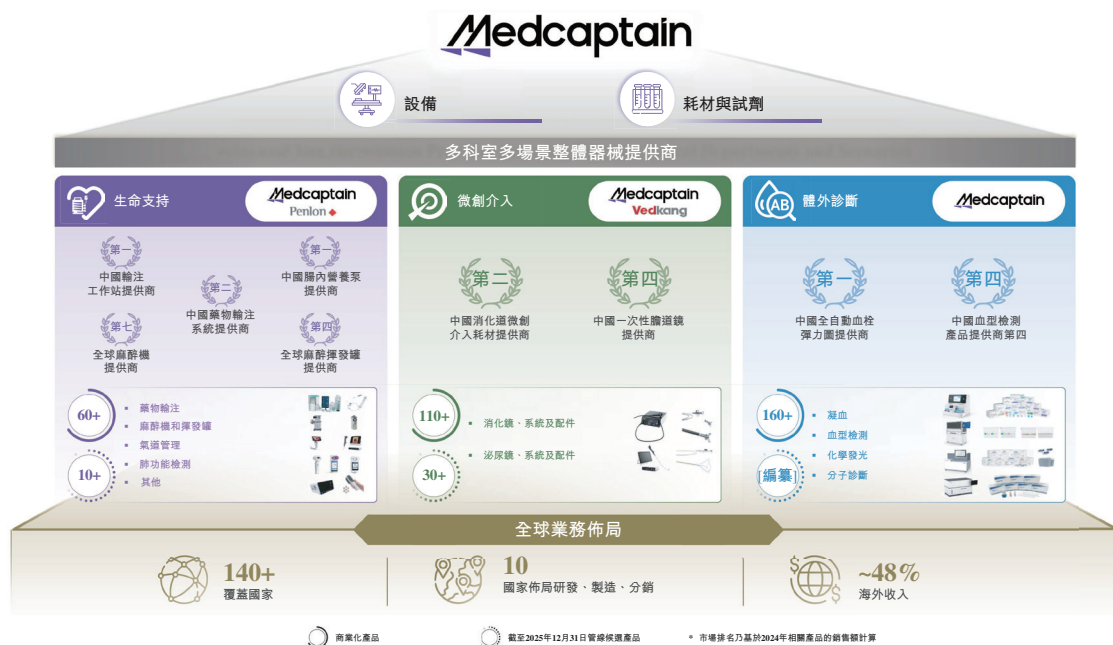 Medcaptain
設備
耗材與試劑
多科室多場景整體器械提供商
生命支持
Medcaptain
Penlon
第一
中國輸注
工作站提供商
第一
中國腸內營養泵
提供商
第二
中國藥物輸注
系統提供商
第七
全球麻醉機
提供商
第四
全球麻醉揮發罐
提供商
60+
10+
▪ 藥物輸注
▪ 麻醉機和揮發罐
▪ 氣道管理
▪ 肺功能檢測
▪ 其他
微創介入
Medcaptain
Vedkang
第二
中國消化道微創
介入耗材提供商
第四
中國一次性膽道鏡
提供商
110+
30+
▪ 消化鏡、系統及配件
▪ 泌尿鏡、系統及配件
AB
體外診斷
Medcaptain
第一
中國全自動血栓
彈力圖提供商
第四
中國血型檢測
產品提供商第四
160+
[編纂]
▪ 凝血
▪ 血型檢測
▪ 化學發光
▪ 分子診斷
全球業務佈局
140+
覆蓋國家
10
國家佈局研發、製造、分銷
~48%
海外收入
商業化產品
截至2025年12月31日管線候選產品
* 市場排名乃基於2024年相關產品的銷售額計算